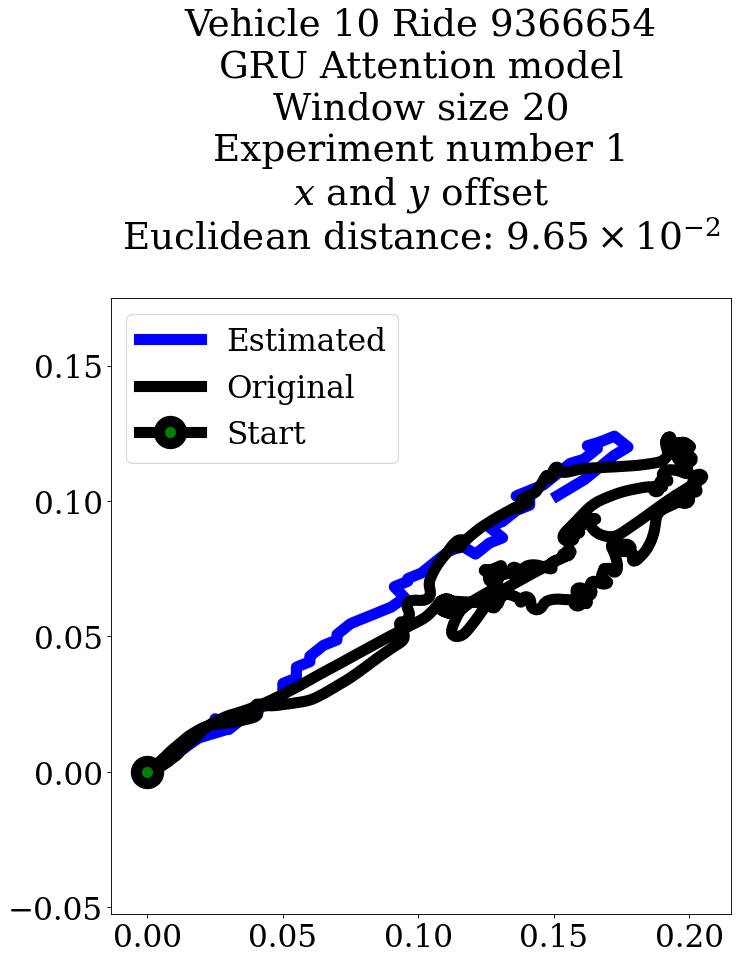 Vehicle 10 Ride 9366654
GRU Attention model
Window size 20
Experiment number 1
x and y offset
Euclidean distance: 9.65 × 10⁻²
Estimated
Original
Start
0.15
0.10
0.05
0.00
−0.05
0.00 0.05 0.10 0.15 0.20